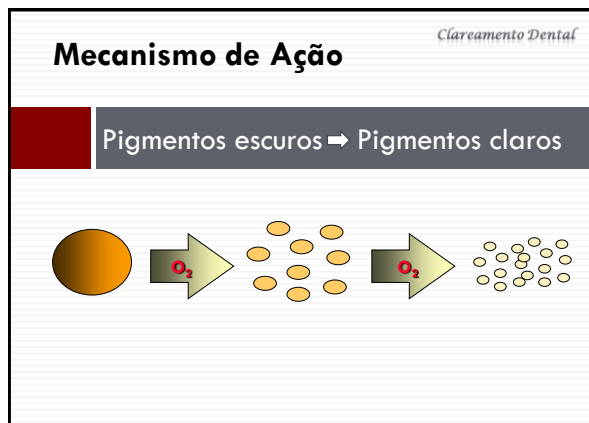 Clareamento Dental
Mecanismo de Ação
Pigmentos escuros ➡ Pigmentos claros
O₂
O₂